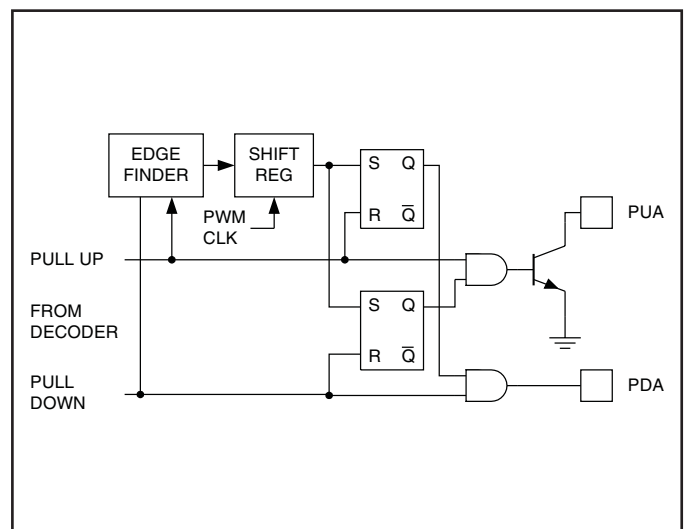 EDGE
FINDER
SHIFT
REG
PWM
CLK
S Q
R Q̅
PUA
PULL UP
FROM
DECODER
S Q
R Q̅
PULL
DOWN
PDA